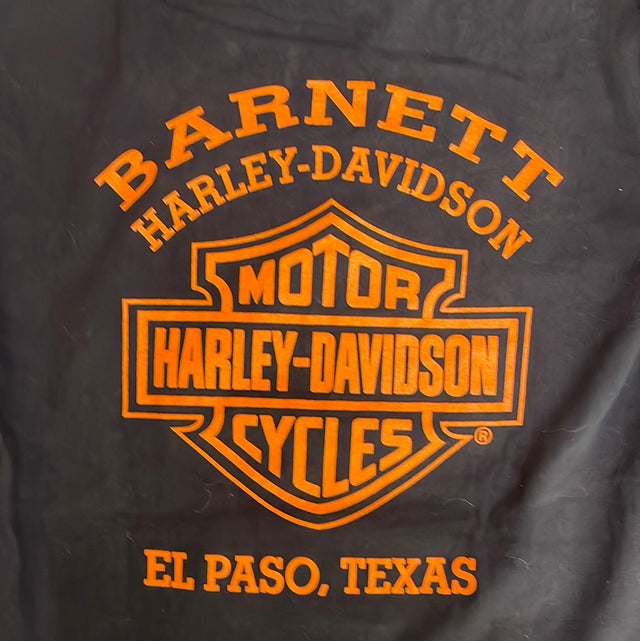 BARNETT
HARLEY-DAVIDSON
MOTOR
HARLEY-DAVIDSON
CYCLES
®
EL PASO, TEXAS